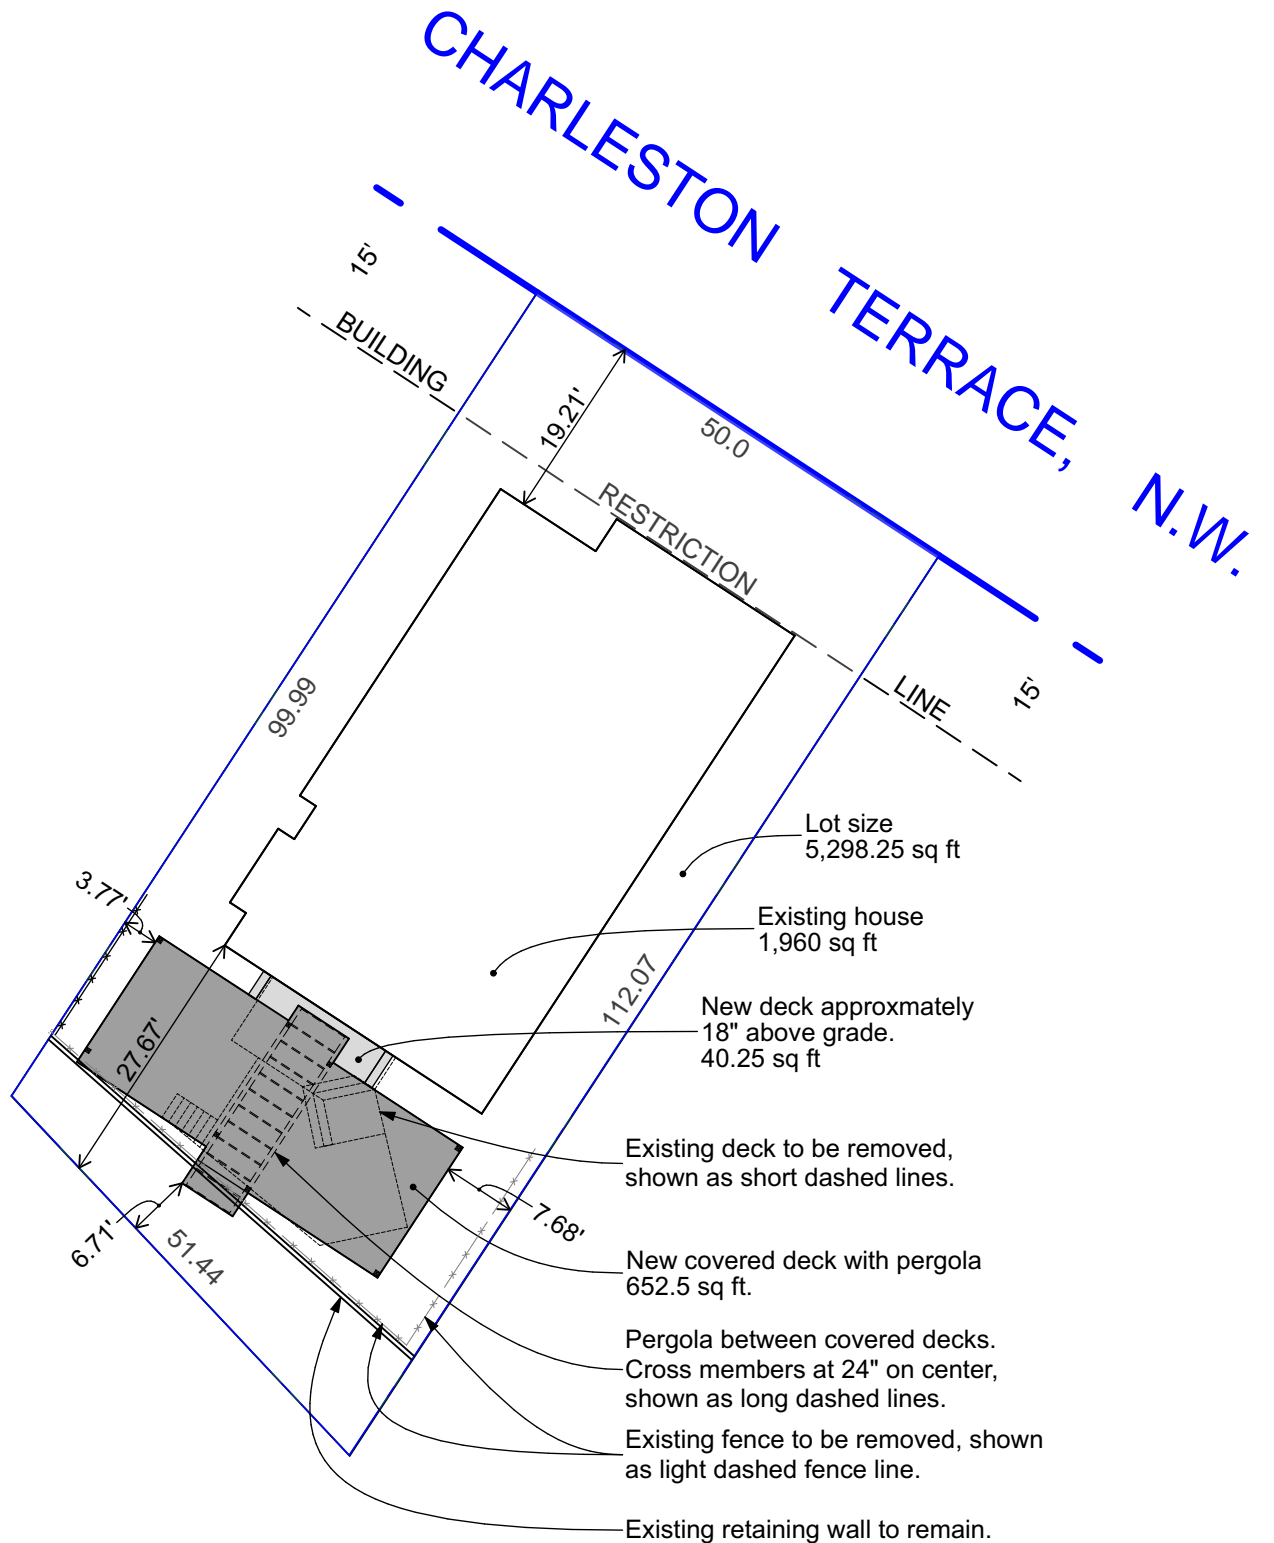 CHARLESTON TERRACE, N.W.
15'
BUILDING RESTRICTION LINE
19.21'
50.0
15'
99.99
Lot size
5,298.25 sq ft
3.77'
Existing house
1,960 sq ft
112.07
New deck approxmately
18" above grade.
40.25 sq ft
27.67'
Existing deck to be removed,
shown as short dashed lines.
6.71'
51.44
7.68'
New covered deck with pergola
652.5 sq ft.
Pergola between covered decks.
Cross members at 24" on center,
shown as long dashed lines.
Existing fence to be removed, shown
as light dashed fence line.
Existing retaining wall to remain.